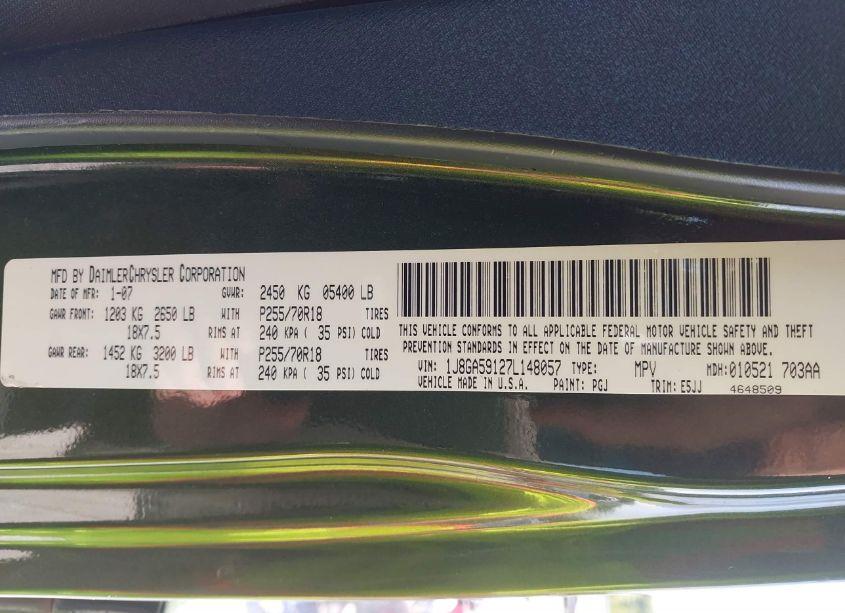 MFD BY DAIMLERCHRYSLER CORPORATION
DATE OF MFR: 1-07 GVWR: 2450 KG 05400 LB
GAWR FRONT: 1203 KG 2650 LB WITH P255/70R18 TIRES
18X7.5 RIMS AT 240 KPA ( 35 PSI) COLD
GAWR REAR: 1452 KG 3200 LB WITH P255/70R18 TIRES
18X7.5 RIMS AT 240 KPA ( 35 PSI) COLD
THIS VEHICLE CONFORMS TO ALL APPLICABLE FEDERAL MOTOR VEHICLE SAFETY AND THEFT
PREVENTION STANDARDS IN EFFECT ON THE DATE OF MANUFACTURE SHOWN ABOVE.
VIN: 1J8GA59127L148057 TYPE: MPV MDH: 010521 703AA
VEHICLE MADE IN U.S.A. PAINT: PGJ TRIM: E5JJ 4648509